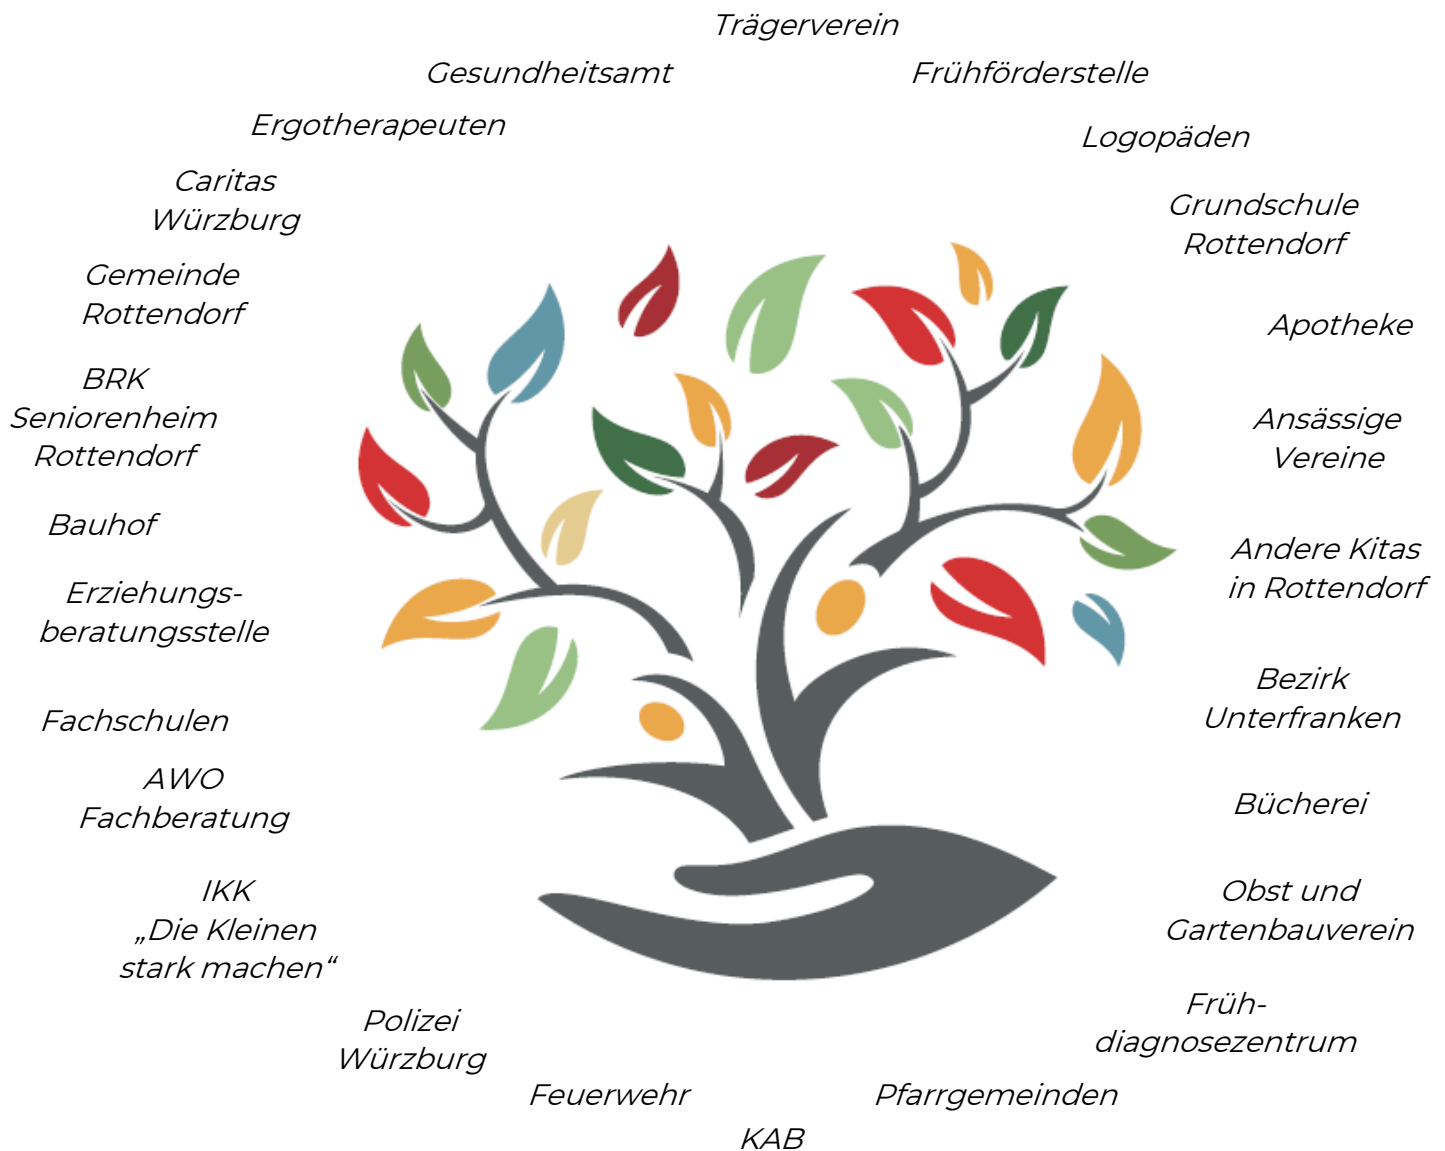 Trägerverein
Gesundheitsamt
Frühförderstelle
Ergotherapeuten
Logopäden
Caritas
Würzburg
Grundschule
Rottendorf
Gemeinde
Rottendorf
Apotheke
BRK
Seniorenheim
Rottendorf
Ansässige
Vereine
Bauhof
Andere Kitas
in Rottendorf
Erziehungs-
beratungsstelle
Bezirk
Unterfranken
Fachschulen
AWO
Fachberatung
Bücherei
IKK
„Die Kleinen
stark machen“
Obst und
Gartenbauverein
Früh-
diagnosezentrum
Polizei
Würzburg
Feuerwehr
Pfarrgemeinden
KAB